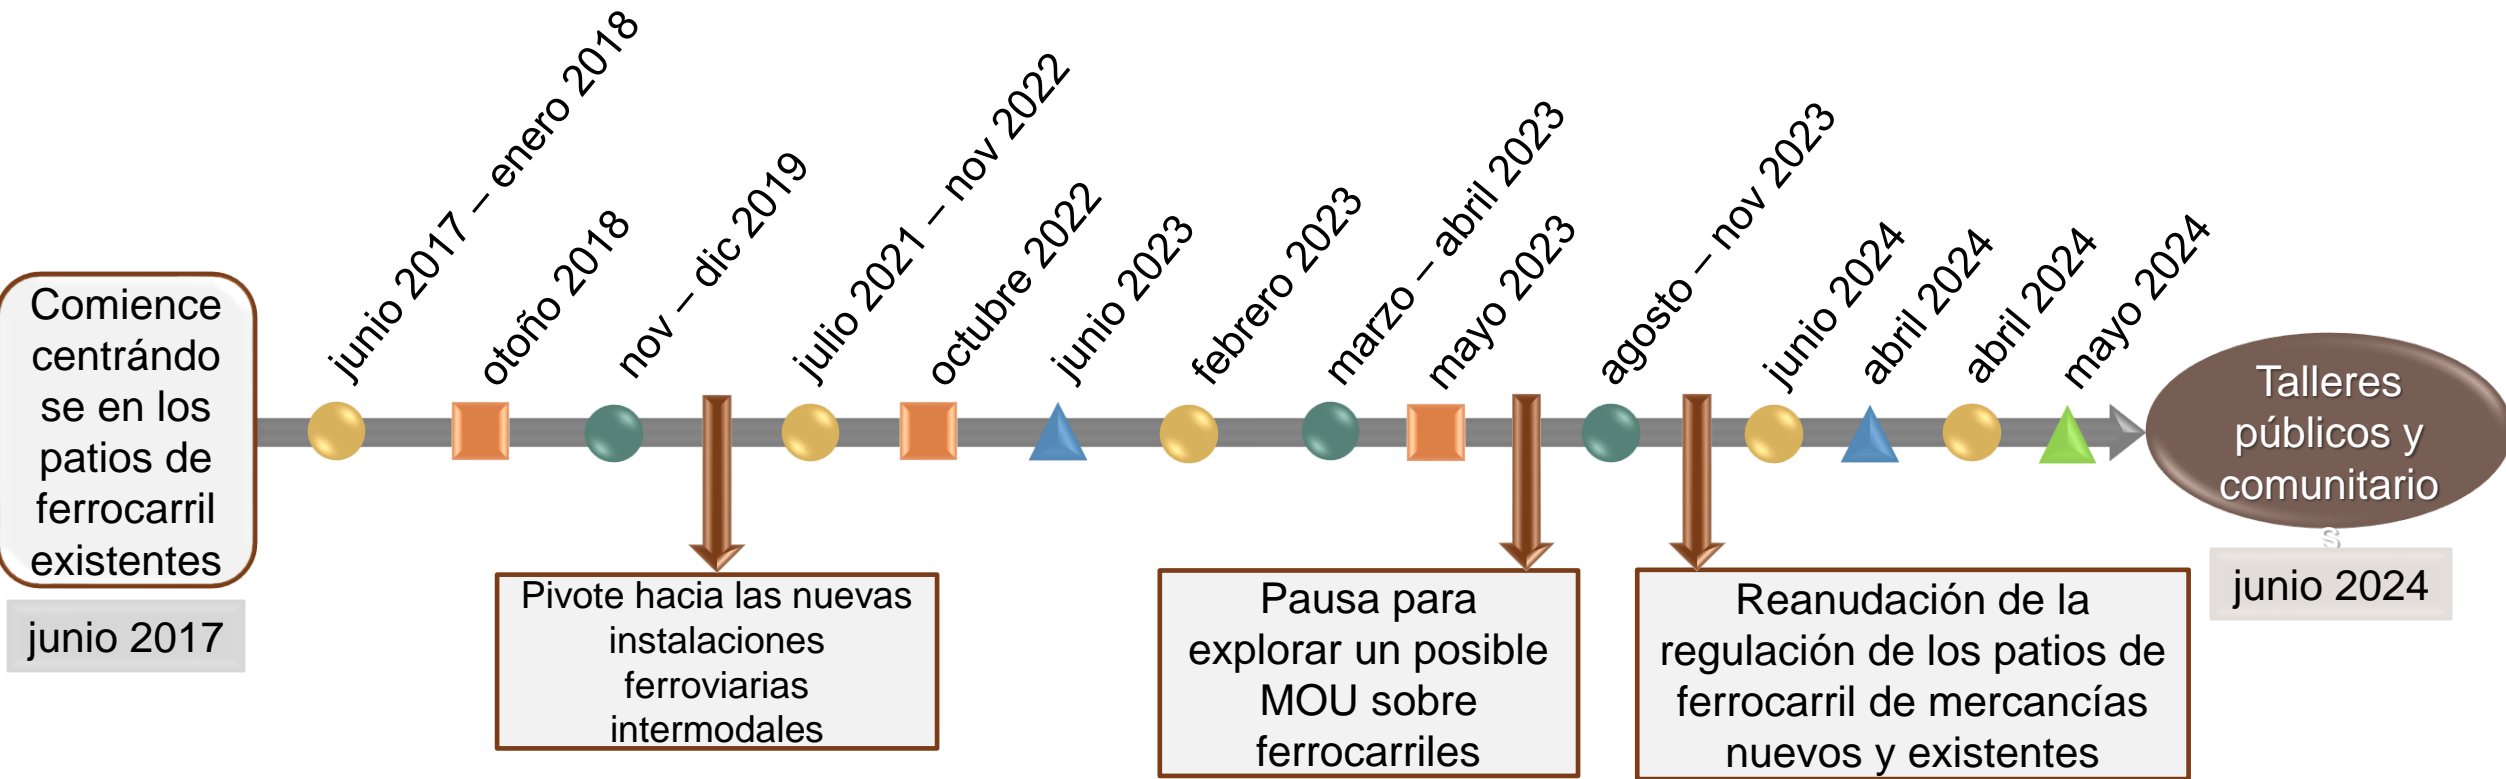 Comience
centrándo
se en los
patios de
ferrocarril
existentes
junio 2017
junio 2017 – enero 2018
otoño 2018
nov – dic 2019
julio 2021 – nov 2022
octubre 2022
junio 2023
febrero 2023
marzo – abril 2023
mayo 2023
agosto – nov 2023
junio 2024
abril 2024
abril 2024
mayo 2024
Pivote hacia las nuevas
instalaciones
ferroviarias
intermodales
Pausa para
explorar un posible
MOU sobre
ferrocarriles
Reanudación de la
regulación de los patios de
ferrocarril de mercancías
nuevos y existentes
Talleres
públicos y
comunitario
s
junio 2024